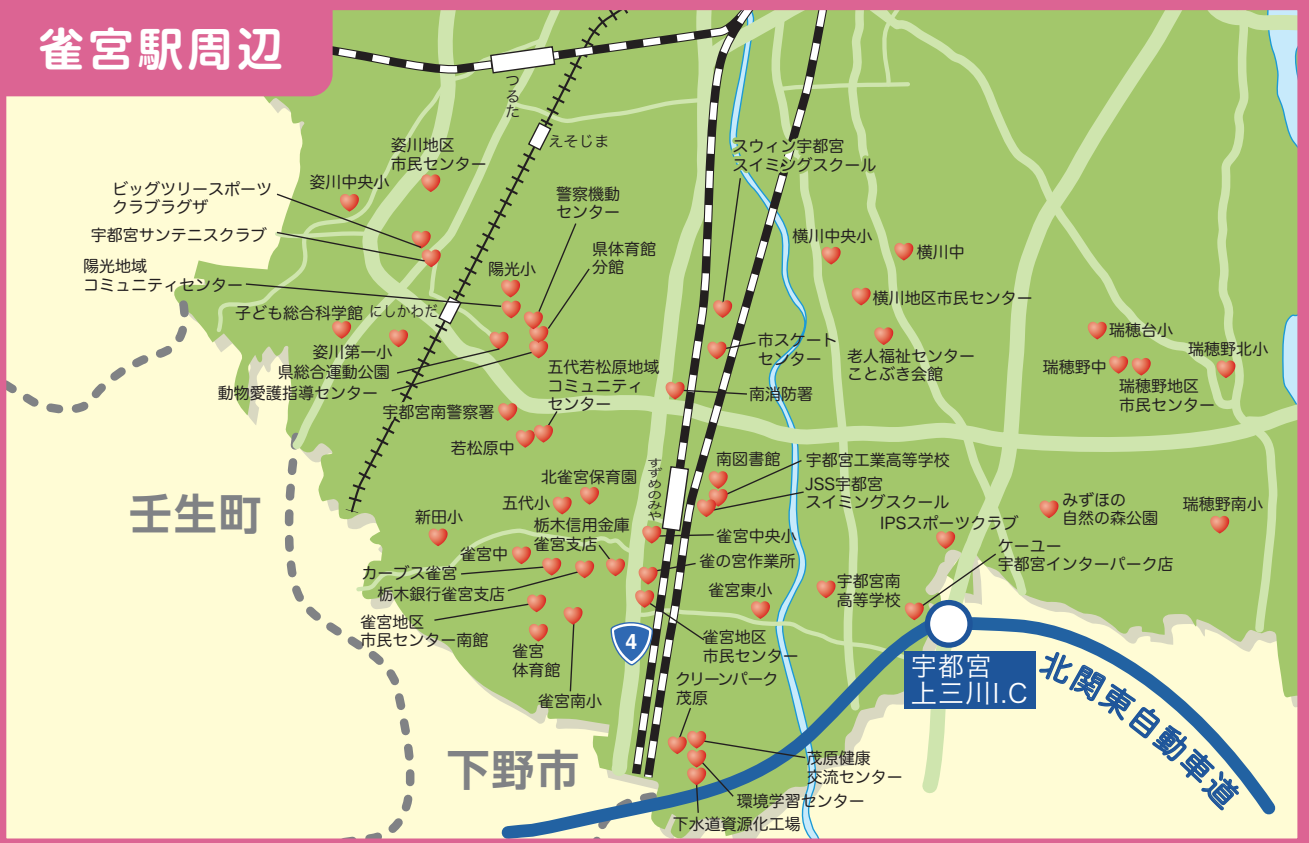 雀宮駅周辺
つるた
えそじま
姿川地区
市民センター
スウィン宇都宮
スイミングスクール
姿川中央小
ビッグツリースポーツ
クラブラグザ
警察機動
センター
宇都宮サンテニスクラブ
県体育館
分館
横川中央小
横川中
陽光地域
コミュニティセンター
陽光小
横川地区市民センター
子ども総合科学館
にしかわだ
姿川第一小
県総合運動公園
動物愛護指導センター
市スケート
センター
老人福祉センター
ことぶき会館
瑞穂台小
瑞穂野北小
瑞穂野中
瑞穂野地区
市民センター
五代若松原地域
コミュニティ
センター
南消防署
宇都宮南警察署
若松原中
すずめのみや
南図書館
宇都宮工業高等学校
JSS宇都宮
スイミングスクール
北雀宮保育園
五代小
壬生町
新田小
栃木信用金庫
雀宮支店
雀宮中央小
IPSスポーツクラブ
みずほの
自然の森公園
瑞穂野南小
ケーユー
宇都宮インターパーク店
雀宮中
カーブス雀宮
栃木銀行雀宮支店
雀の宮作業所
雀宮東小
宇都宮南
高等学校
雀宮地区
市民センター南館
雀宮
体育館
4
雀宮地区
市民センター
宇都宮
上三川I.C
北関東自動車道
雀宮南小
クリーンパーク
茂原
下野市
茂原健康
交流センター
環境学習センター
下水道資源化工場